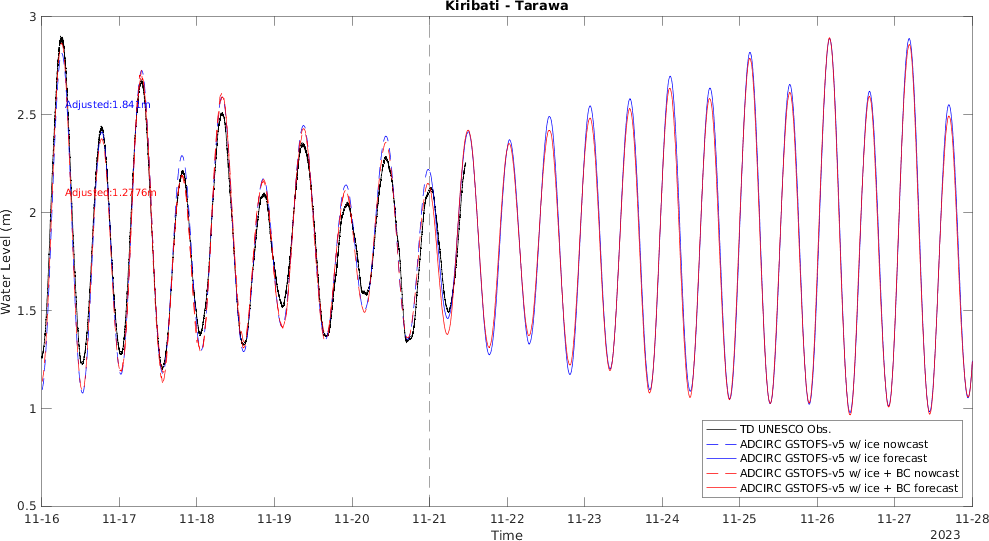 Kiribati - Tarawa
3
2.5
2
1.5
1
0.5
Water Level (m)
Adjusted:1.841m
Adjusted:1.2776m
TD UNESCO Obs.
ADCIRC GSTOFS-v5 w/ ice nowcast
ADCIRC GSTOFS-v5 w/ ice forecast
ADCIRC GSTOFS-v5 w/ ice + BC nowcast
ADCIRC GSTOFS-v5 w/ ice + BC forecast
11-16 11-17 11-18 11-19 11-20 11-21 11-22 11-23 11-24 11-25 11-26 11-27 11-28
Time
2023